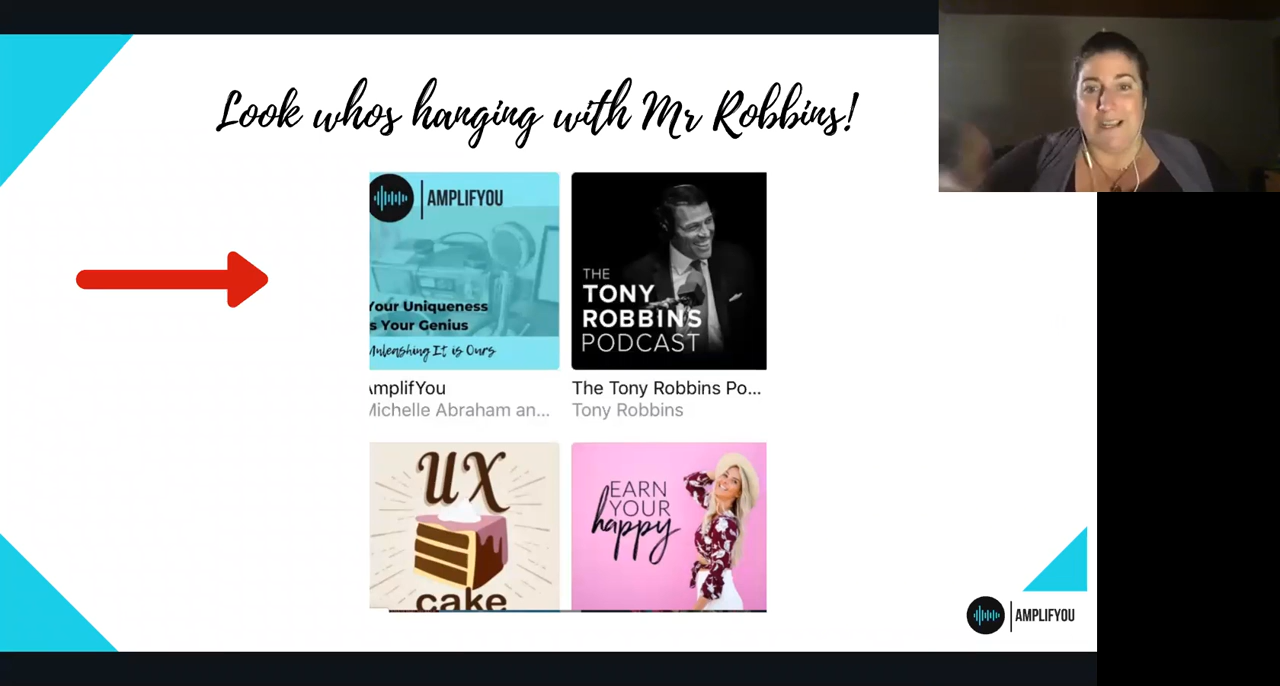 Look whos hanging with Mr Robbins!
AMPLIFYOU
Your Uniqueness
s Your Genius
Unleashing It is Ours
AmplifYou
Michelle Abraham an...
THE
TONY
ROBBINS
PODCAST
The Tony Robbins Po...
Tony Robbins
UX
cake
EARN
YOUR
happy
AMPLIFYOU